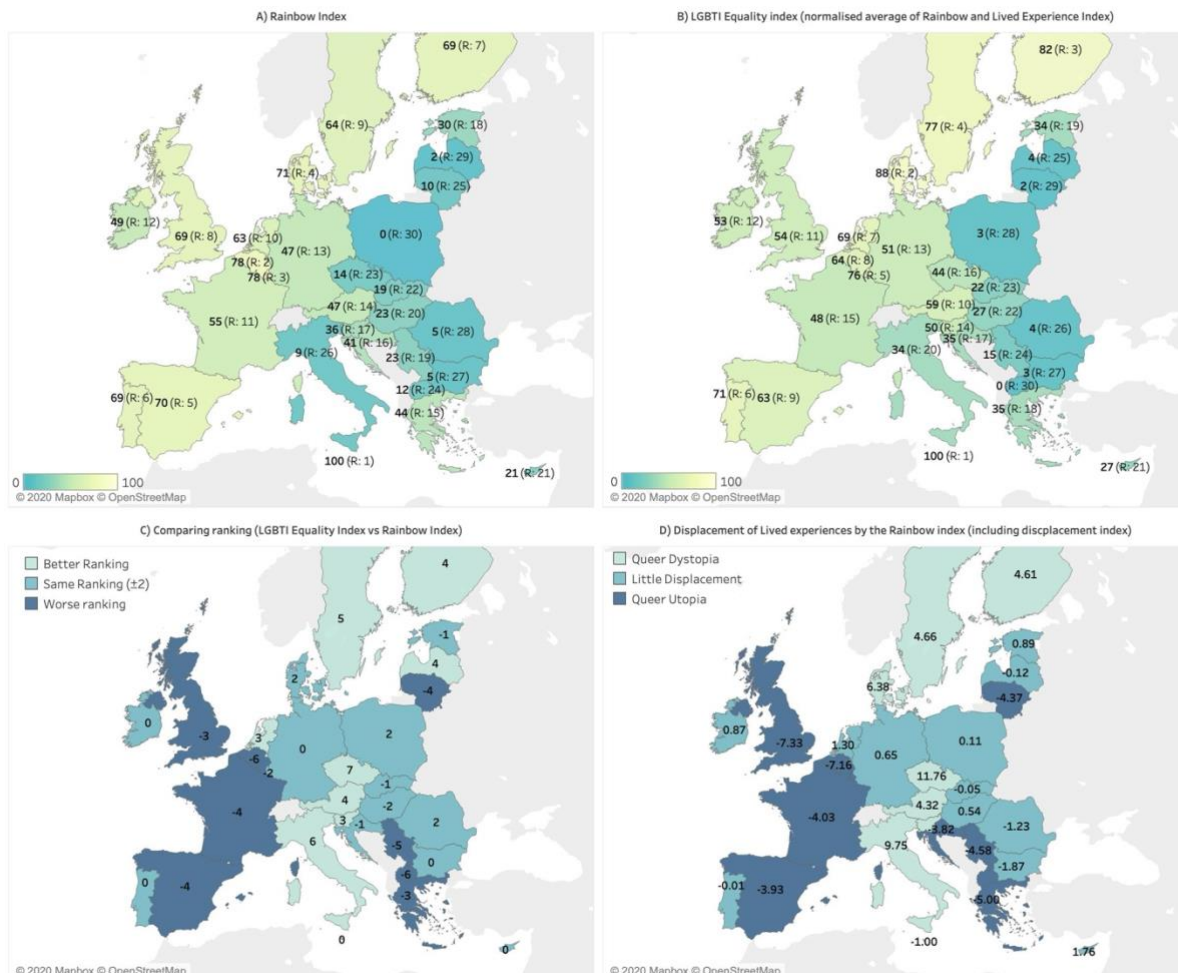 A) Rainbow Index
69 (R: 7)
64 (R: 9)
30 (R: 18)
2 (R: 29)
71 (R: 4)
10 (R: 25)
49 (R: 12)
69 (R: 8)
63 (R: 10)
0 (R: 30)
47 (R: 13)
78 (R: 2)
78 (R: 3)
14 (R: 23)
19 (R: 22)
47 (R: 14)
23 (R: 20)
55 (R: 11)
36 (R: 17)
5 (R: 28)
41 (R: 16)
9 (R: 26)
23 (R: 19)
5 (R: 27)
12 (R: 24)
69 (R: 6)
70 (R: 5)
44 (R: 15)
100 (R: 1)
21 (R: 21)
0
100
© 2020 Mapbox © OpenStreetMap
B) LGBTI Equality index (normalised average of Rainbow and Lived Experience Index)
82 (R: 3)
77 (R: 4)
34 (R: 19)
4 (R: 25)
88 (R: 2)
2 (R: 29)
53 (R: 12)
54 (R: 11)
69 (R: 7)
3 (R: 28)
51 (R: 13)
64 (R: 8)
76 (R: 5)
44 (R: 16)
22 (R: 23)
59 (R: 10)
27 (R: 22)
48 (R: 15)
50 (R: 14)
4 (R: 26)
35 (R: 17)
34 (R: 20)
15 (R: 24)
3 (R: 27)
0 (R: 30)
71 (R: 6)
63 (R: 9)
35 (R: 18)
100 (R: 1)
27 (R: 21)
0
100
© 2020 Mapbox © OpenStreetMap
C) Comparing ranking (LGBTI Equality Index vs Rainbow Index)
Better Ranking
Same Ranking (±2)
Worse ranking
4
5
-1
4
2
-4
0
-3
3
0
2
-6
-2
7
-1
4
-2
-4
3
-1
2
6
-5
0
-6
0
-4
-3
0
0
© 2020 Mapbox © OpenStreetMap
D) Displacement of Lived experiences by the Rainbow index (including discplacement index)
Queer Dystopia
Little Displacement
Queer Utopia
4.61
4.66
0.89
-0.12
6.38
-4.37
0.87
-7.33
1.30
0.65
0.11
-7.16
11.76
-0.05
4.32
0.54
-4.03
-3.82
-1.23
9.75
-4.58
-1.87
-0.01
-3.93
-5.00
-1.00
1.76
© 2020 Mapbox © OpenStreetMap